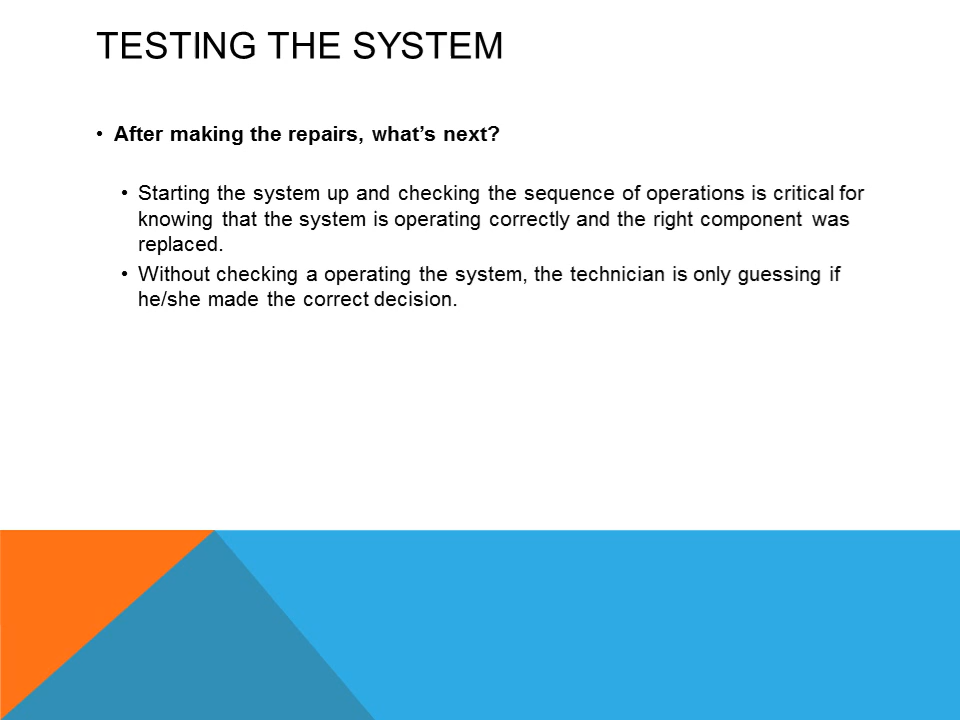 TESTING THE SYSTEM
• After making the repairs, what's next?
• Starting the system up and checking the sequence of operations is critical for
knowing that the system is operating correctly and the right component was
replaced.
• Without checking a operating the system, the technician is only guessing if
he/she made the correct decision.